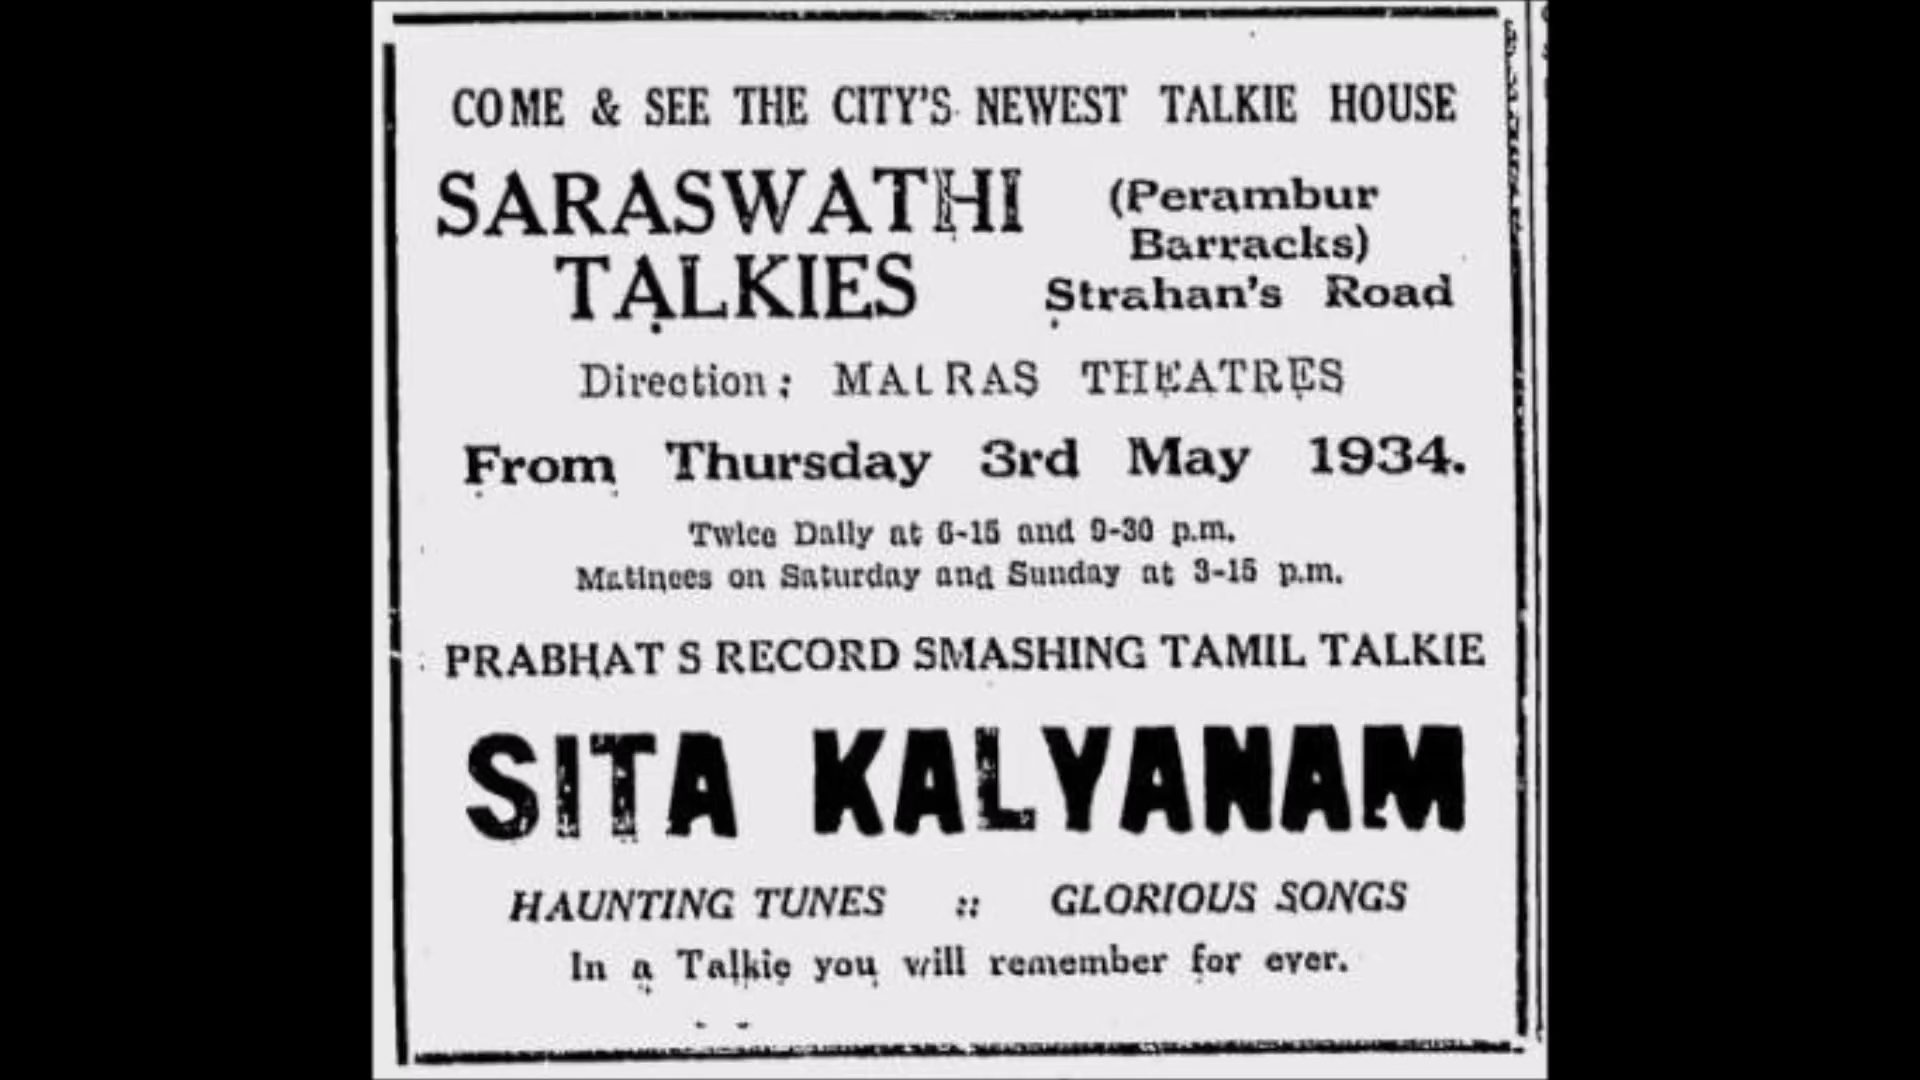 COME & SEE THE CITY'S NEWEST TALKIE HOUSE
SARASWATHI
TALKIES
(Perambur
Barracks)
Strahan's Road
Direction: MADRAS THEATRES
From Thursday 3rd May 1934.
Twice Daily at 6-15 and 9-30 p.m.
Matinees on Saturday and Sunday at 3-15 p.m.
PRABHAT S RECORD SMASHING TAMIL TALKIE
SITA KALYANAM
HAUNTING TUNES :: GLORIOUS SONGS
In a Talkie you will remember for ever.